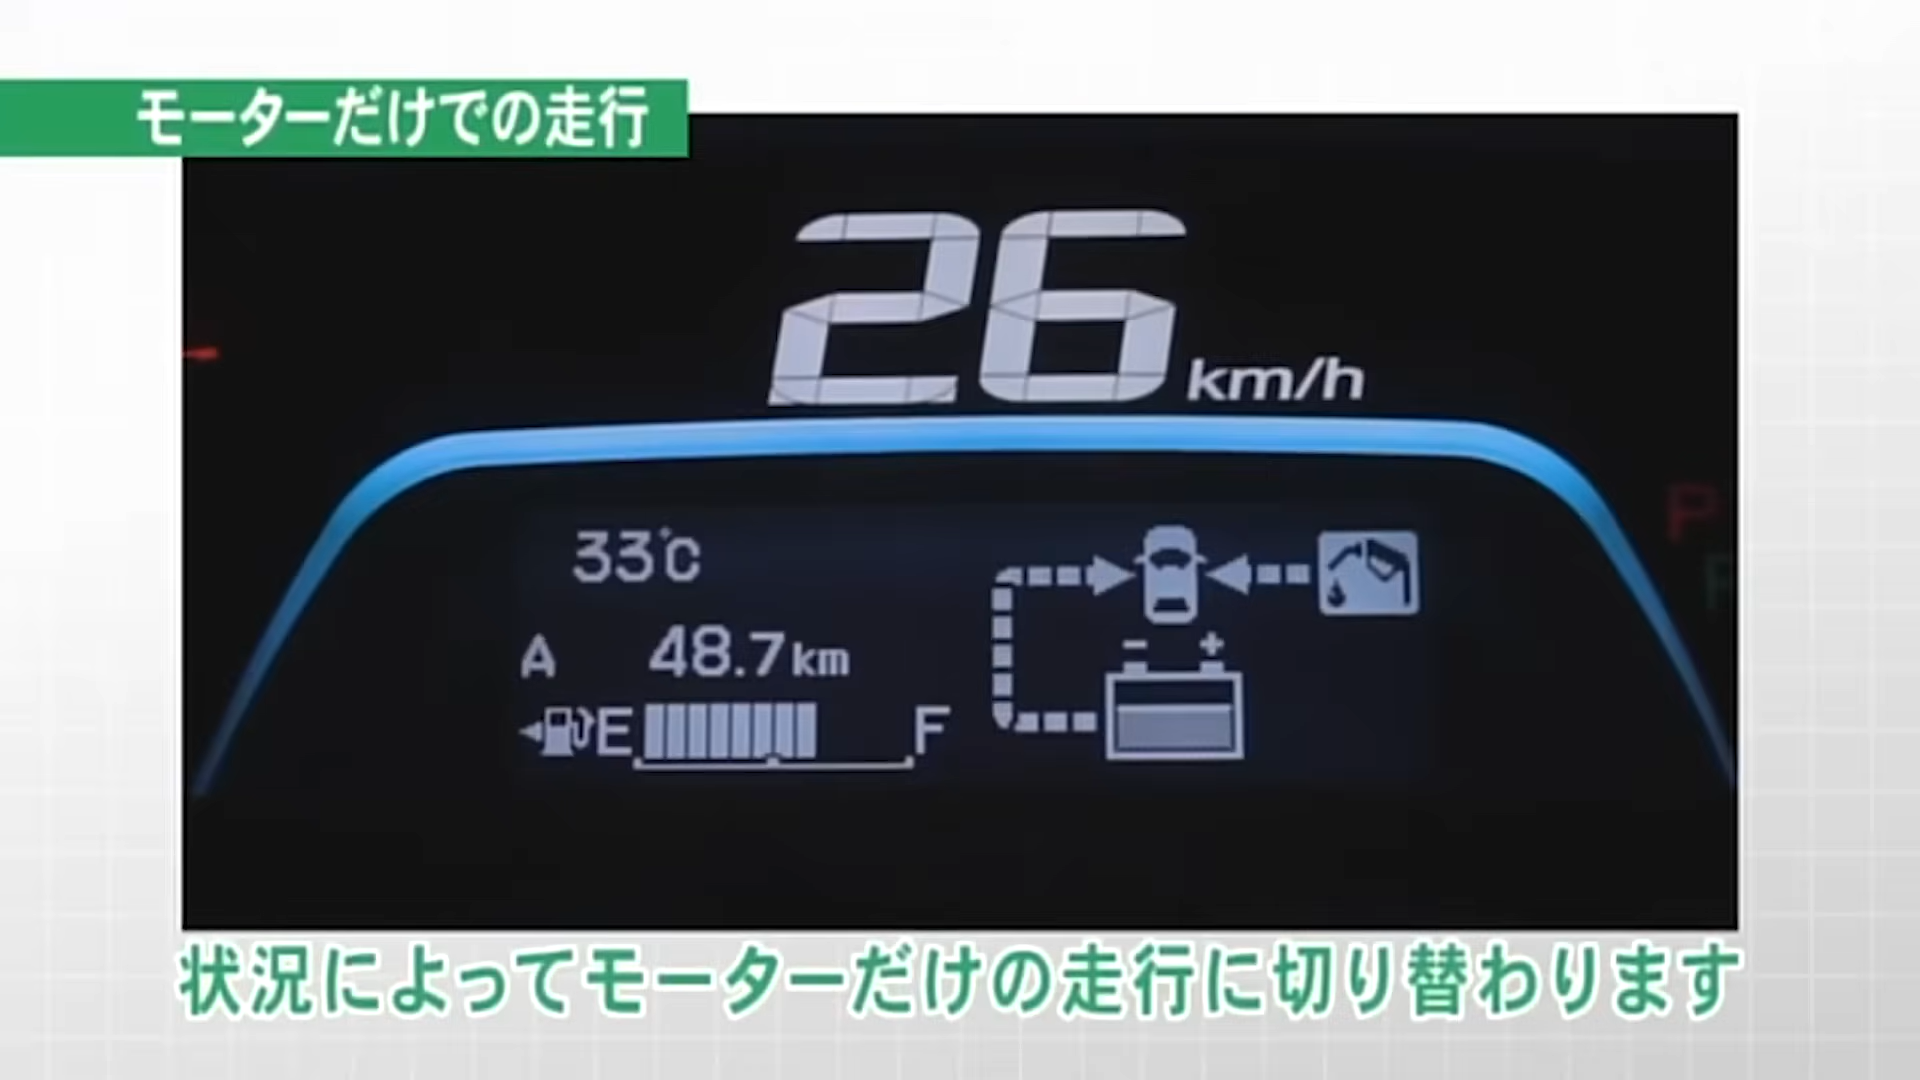 モーターだけでの走行
26 km/h
33℃
A 48.7km
E F
- +
P
状況によってモーターだけの走行に切り替わります